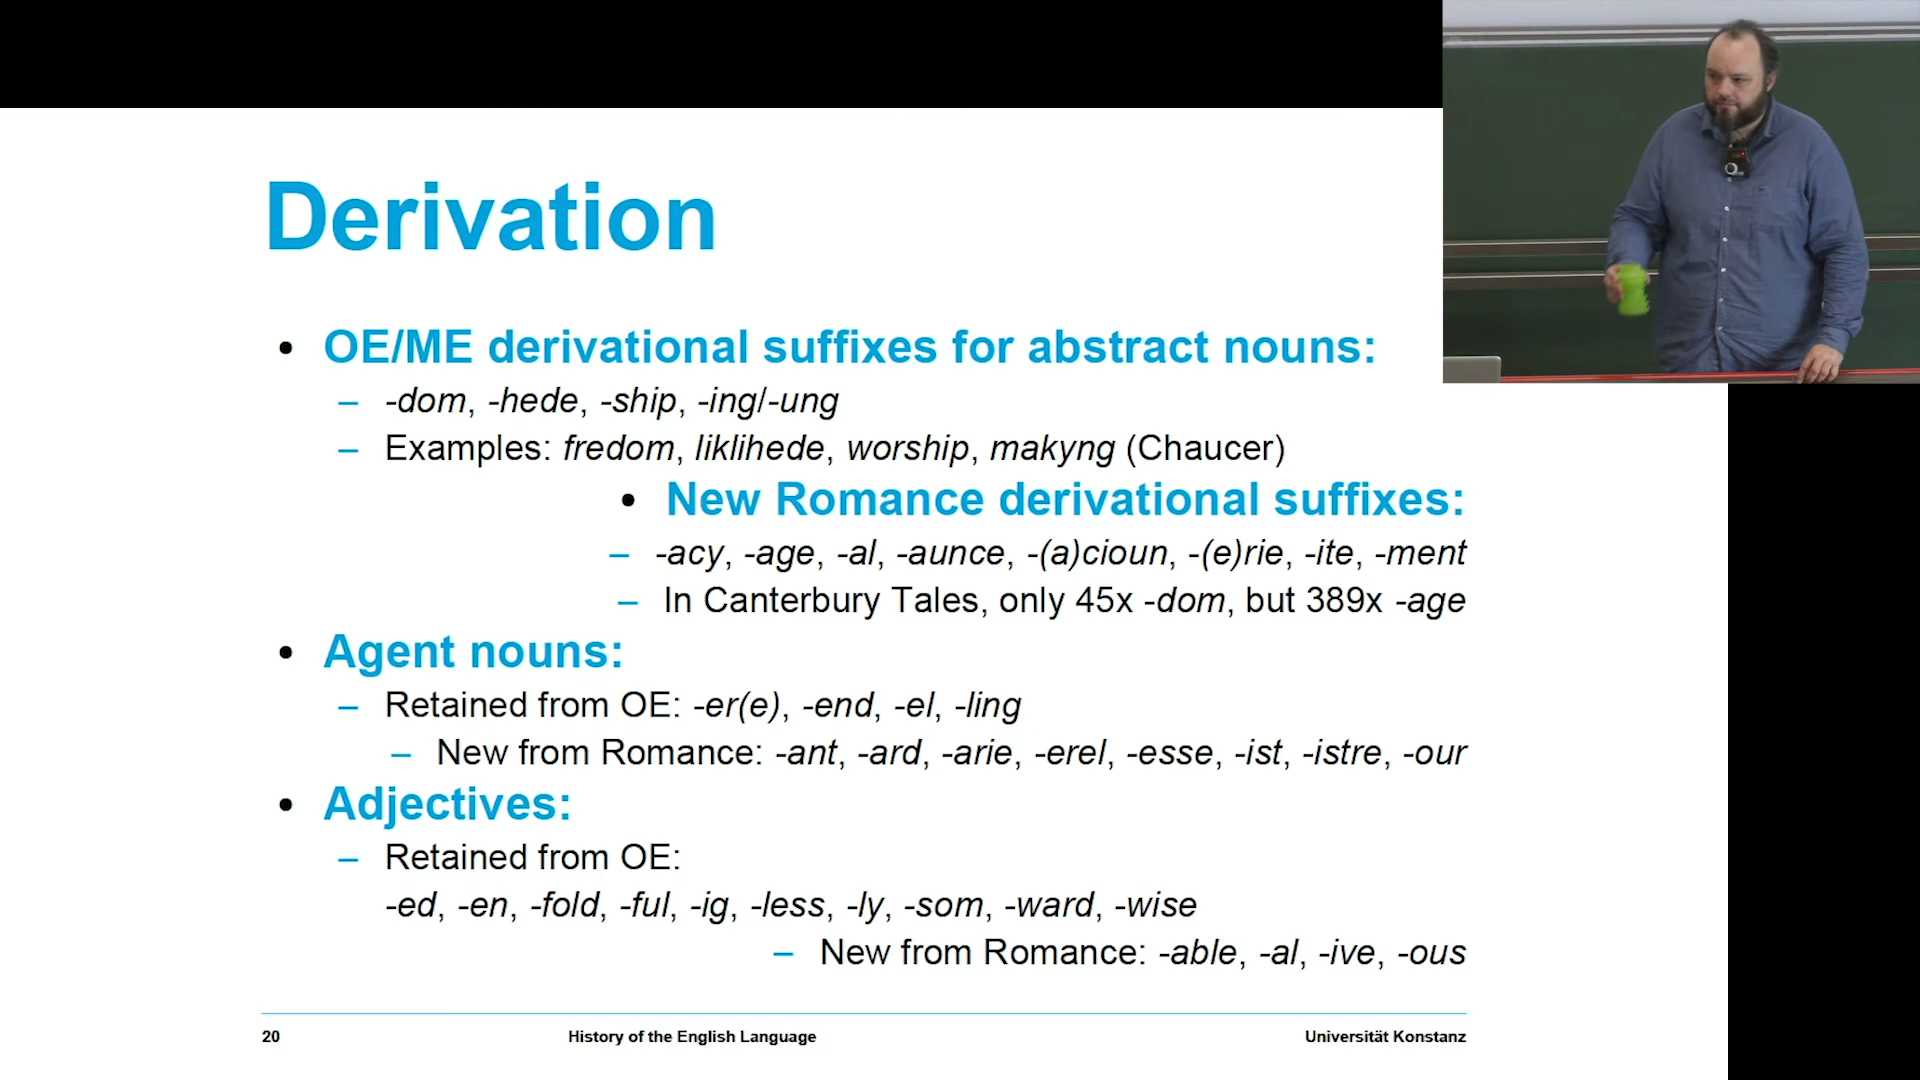 Derivation
• OE/ME derivational suffixes for abstract nouns:
– -dom, -hede, -ship, -ing/-ung
– Examples: fredom, liklihede, worship, makyng (Chaucer)
• New Romance derivational suffixes:
– -acy, -age, -al, -aunce, -(a)cioun, -(e)rie, -ite, -ment
– In Canterbury Tales, only 45x -dom, but 389x -age
• Agent nouns:
– Retained from OE: -er(e), -end, -el, -ling
– New from Romance: -ant, -ard, -arie, -erel, -esse, -ist, -istre, -our
• Adjectives:
– Retained from OE:
-ed, -en, -fold, -ful, -ig, -less, -ly, -som, -ward, -wise
– New from Romance: -able, -al, -ive, -ous
20 History of the English Language Universität Konstanz